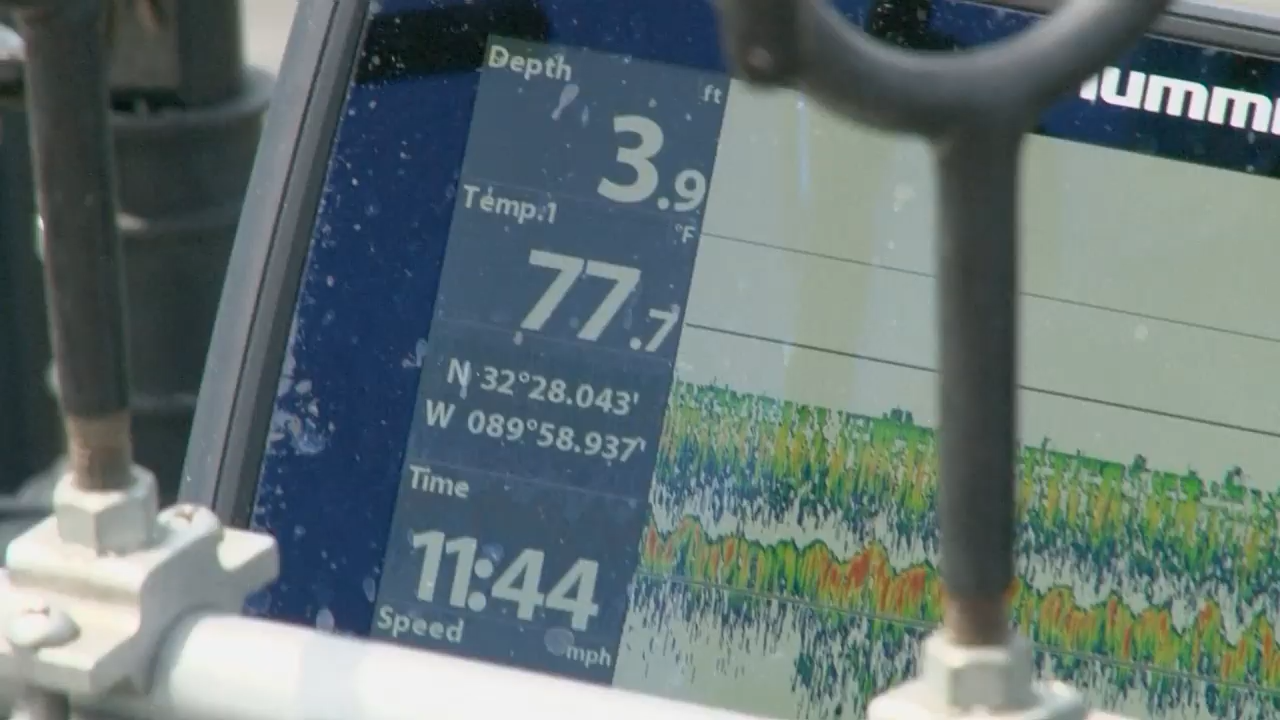 Depth
ft
3.9
Temp.1
°F
77.7
N 32°28.043'
W 089°58.937'
Time
11:44
Speed
mph